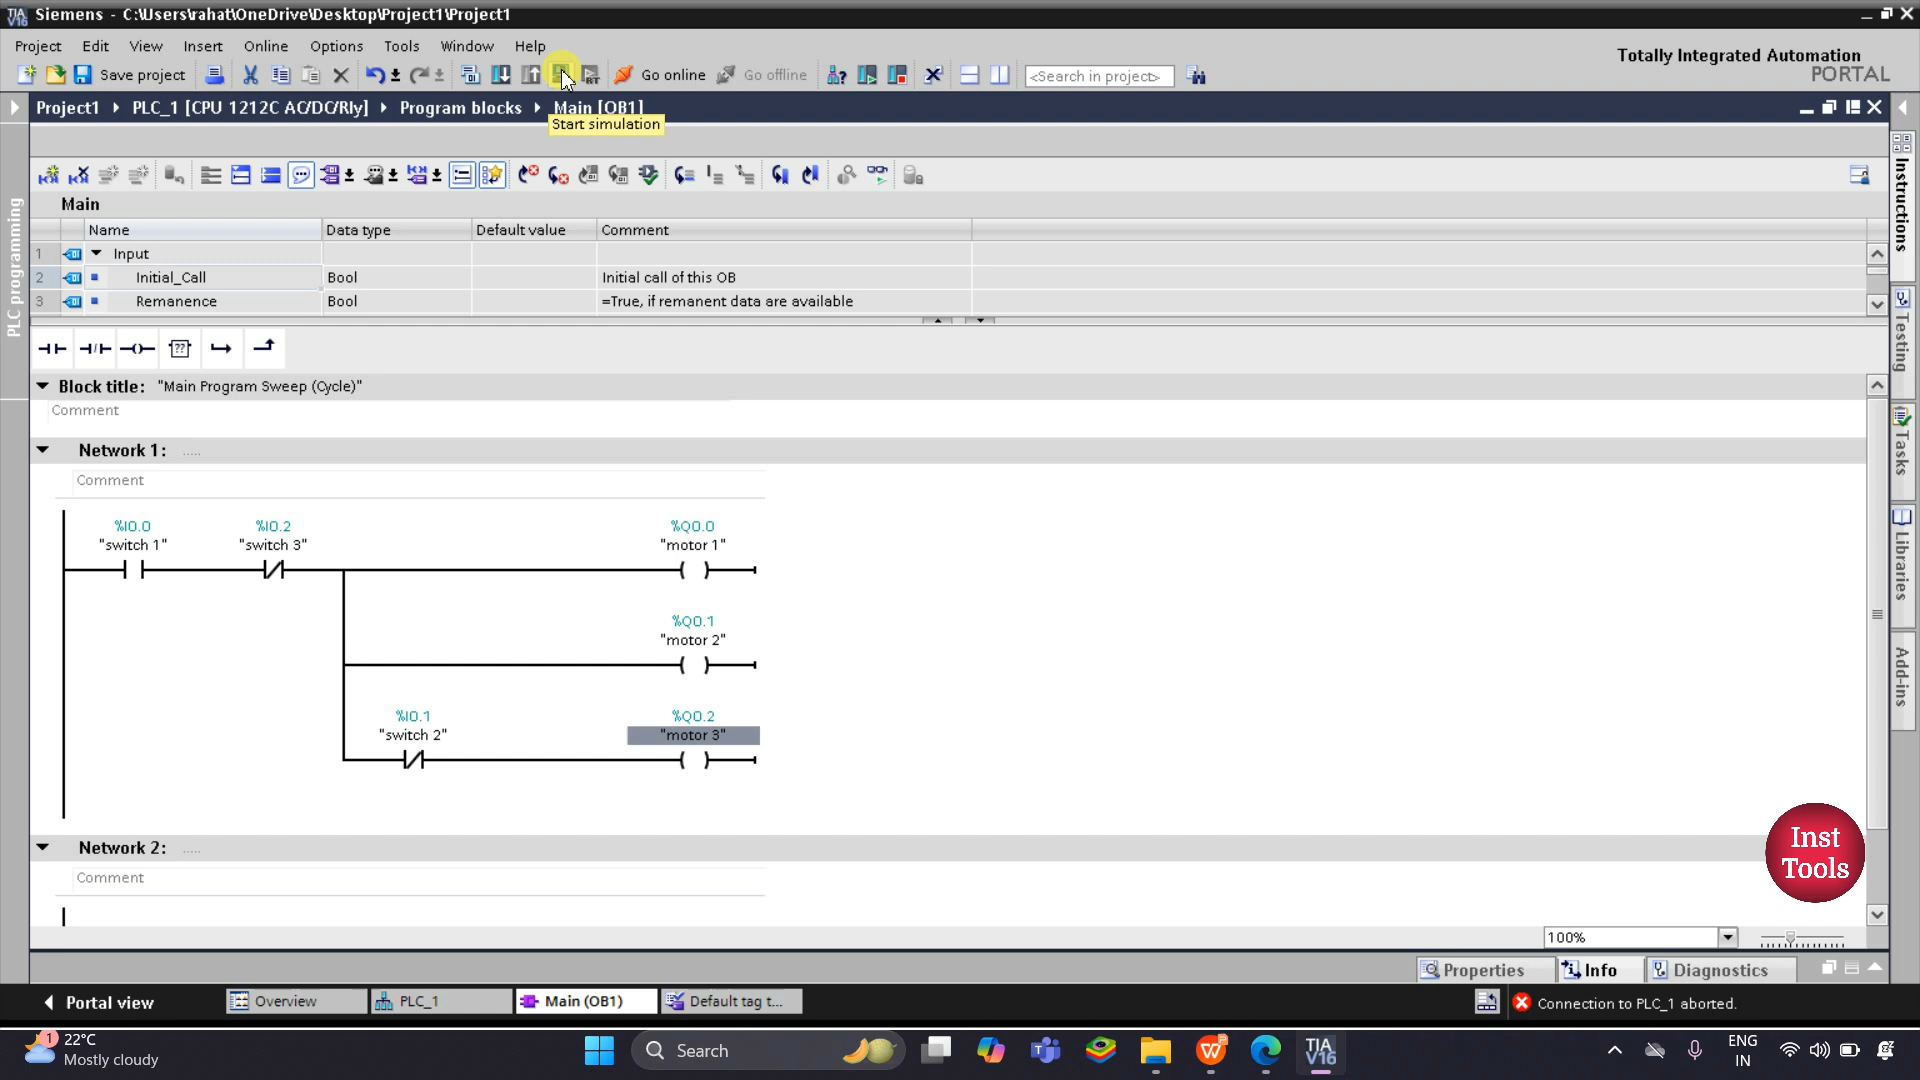 TIA V16 Siemens - C:\Users\rahat\OneDrive\Desktop\Project1\Project1
Project Edit View Insert Online Options Tools Window Help
Totally Integrated Automation
PORTAL
Save project Go online Go offline <Search in project>
Project1 PLC_1 [CPU 1212C AC/DC/Rly] Program blocks Main [OB1]
Start simulation
Main
Name Data type Default value Comment
1 Input
2 Initial_Call Bool Initial call of this OB
3 Remanence Bool =True, if remanent data are available
??
Block title: "Main Program Sweep (Cycle)"
Comment
Network 1: .....
Comment
%I0.0 %I0.2 %Q0.0
"switch 1" "switch 3" "motor 1"
%Q0.1
"motor 2"
%I0.1 %Q0.2
"switch 2" "motor 3"
Network 2: .....
Comment
100%
Properties Info Diagnostics
Portal view Overview PLC_1 Main (OB1) Default tag t... Connection to PLC_1 aborted.
PLC programming
Instructions
Testing
Tasks
Libraries
Add-ins
Inst
Tools
1
22°C
Mostly cloudy
Search
TIA
V16
ENG
IN